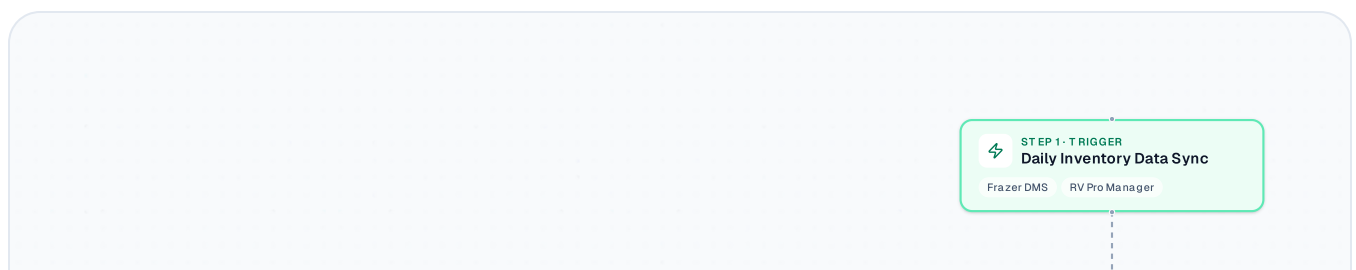 STEP 1 · TRIGGER
Daily Inventory Data Sync
Frazer DMS RV Pro Manager